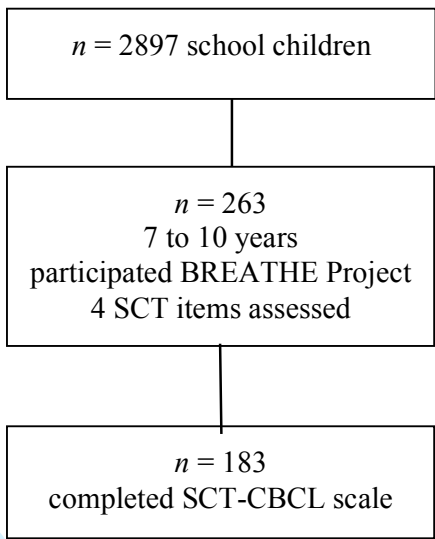 n = 2897 school children
n = 263
7 to 10 years
participated BREATHE Project
4 SCT items assessed
n = 183
completed SCT-CBCL scale